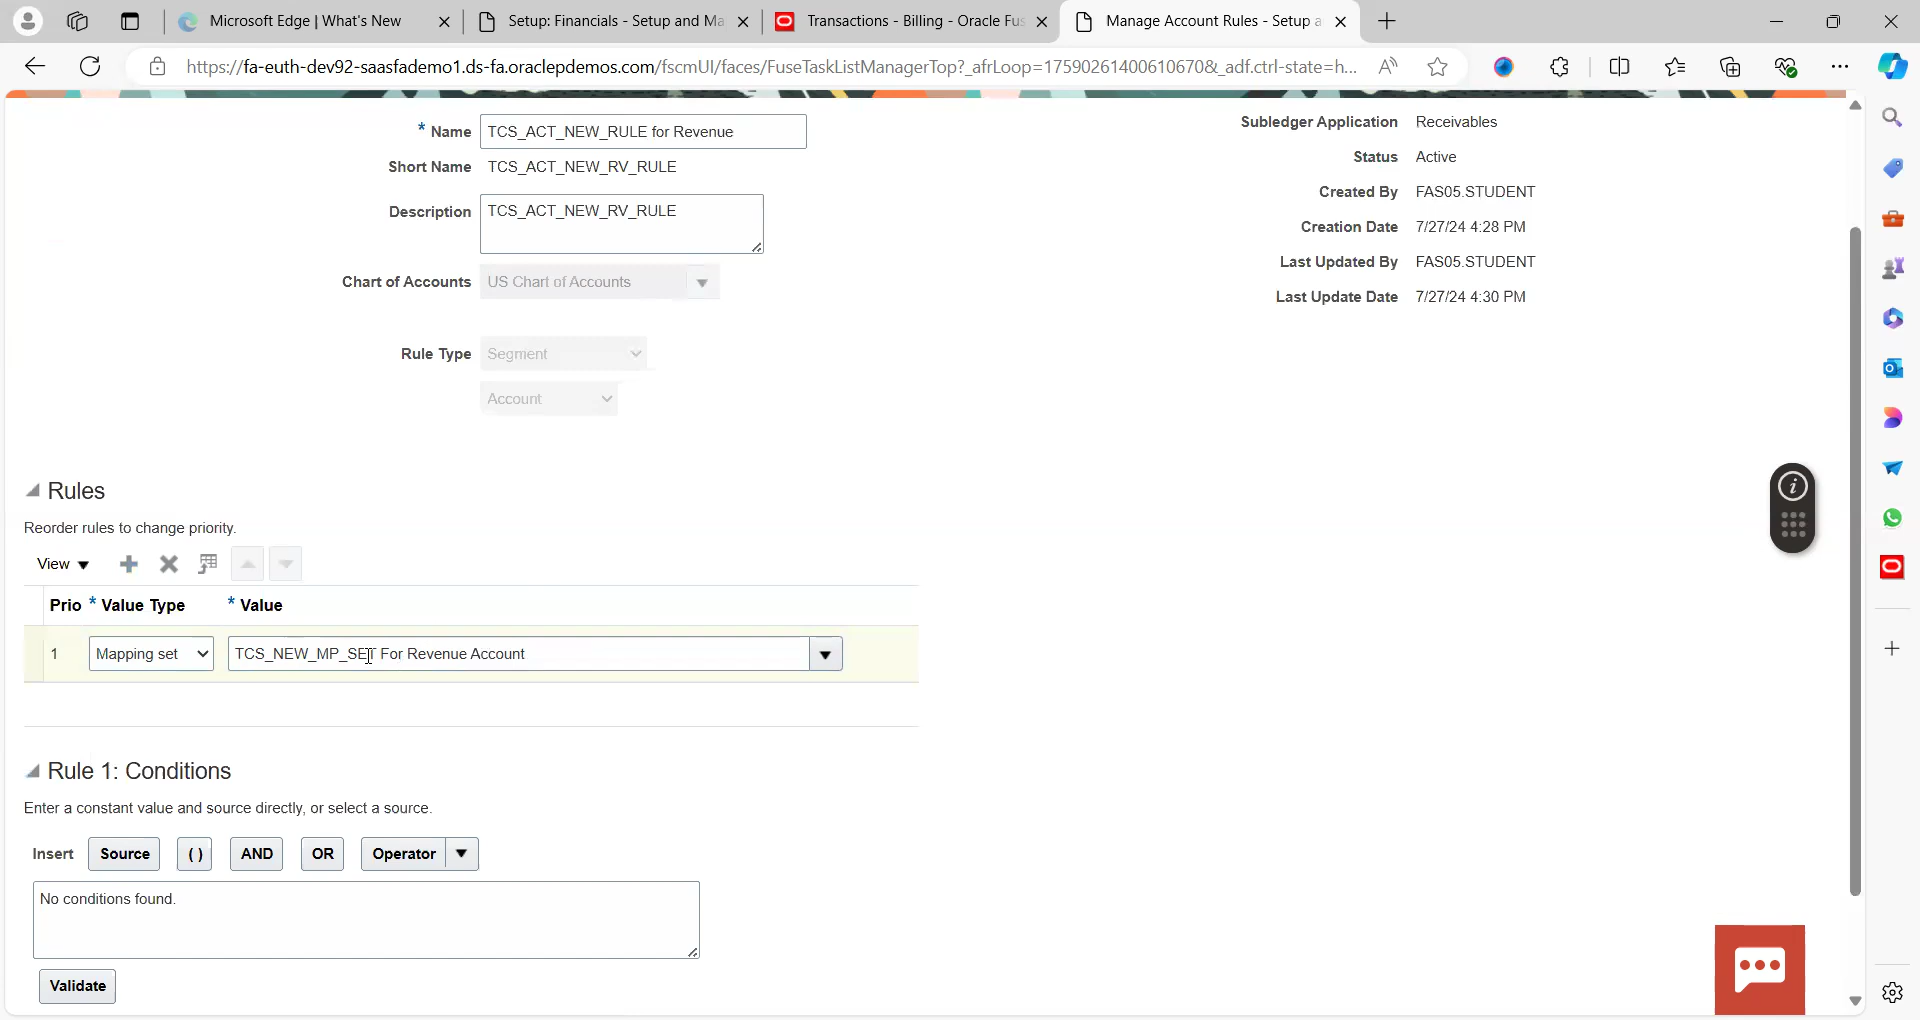 Microsoft Edge | What's New
Setup: Financials - Setup and Ma
Transactions - Billing - Oracle Fus
Manage Account Rules - Setup a
https://fa-euth-dev92-saasfademo1.ds-fa.oraclepdemos.com/fscmUI/faces/FuseTaskListManagerTop?_afrLoop=17590261400610670&_adf.ctrl-state=h...
* Name TCS_ACT_NEW_RULE for Revenue
Short Name TCS_ACT_NEW_RV_RULE
Description TCS_ACT_NEW_RV_RULE
Chart of Accounts US Chart of Accounts
Rule Type Segment
Account
Subledger Application Receivables
Status Active
Created By FAS05.STUDENT
Creation Date 7/27/24 4:28 PM
Last Updated By FAS05.STUDENT
Last Update Date 7/27/24 4:30 PM
Rules
Reorder rules to change priority.
View
Prio * Value Type * Value
1 Mapping set TCS_NEW_MP_SET For Revenue Account
Rule 1: Conditions
Enter a constant value and source directly, or select a source.
Insert Source ( ) AND OR Operator
No conditions found.
Validate